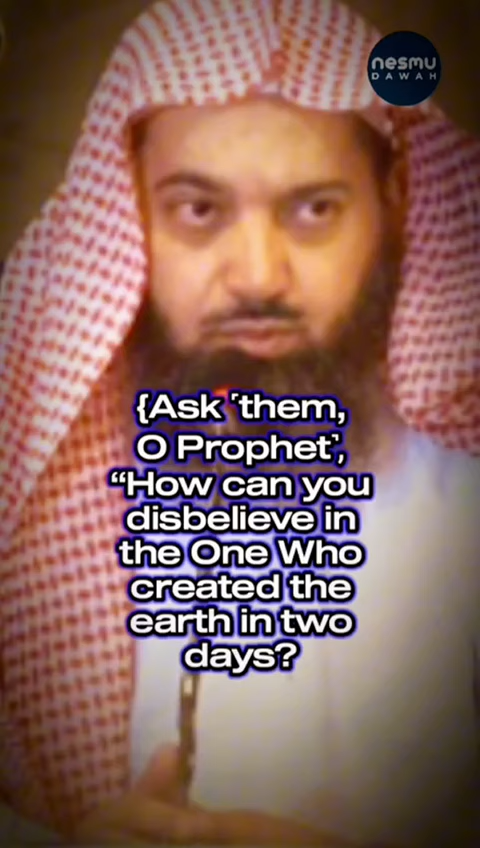 nesmu
DAWAH
{Ask ˹them,
O Prophet˺,
“How can you
disbelieve in
the One Who
created the
earth in two
days?